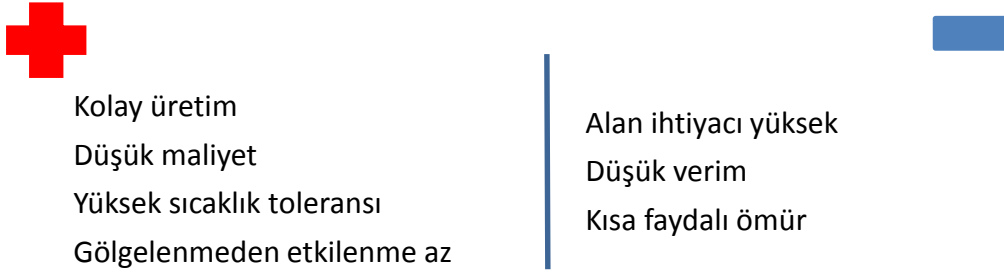 Kolay üretim
Düşük maliyet
Yüksek sıcaklık toleransı
Gölgelenmeden etkilenme az
Alan ihtiyacı yüksek
Düşük verim
Kısa faydalı ömür